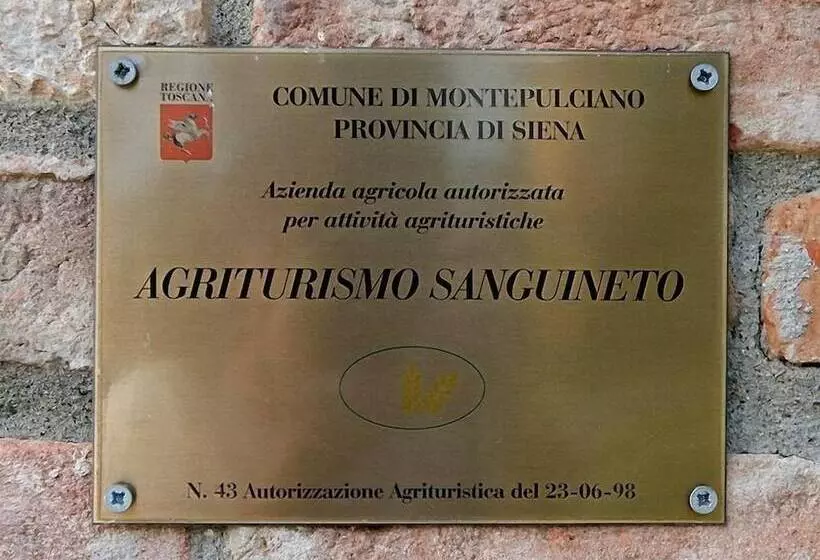 REGIONE
TOSCANA
COMUNE DI MONTEPULCIANO
PROVINCIA DI SIENA
Azienda agricola autorizzata
per attività agrituristiche
AGRITURISMO SANGUINETO
N. 43 Autorizzazione Agrituristica del 23-06-98